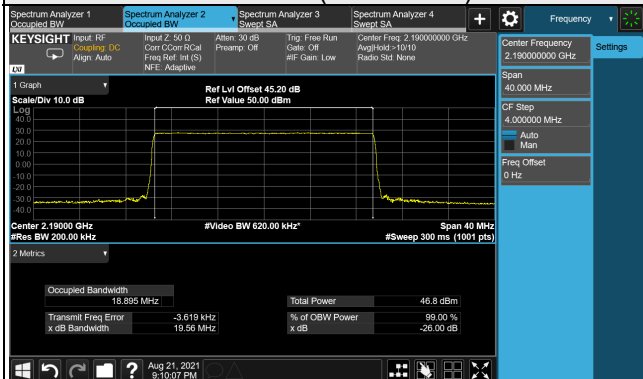 Spectrum Analyzer 1
Occupied BW
Spectrum Analyzer 2
Occupied BW
Spectrum Analyzer 3
Swept SA
Spectrum Analyzer 4
Swept SA
+
Frequency
KEYSIGHT
Input: RF
Coupling: DC
Align: Auto
Input Z: 50 Ω
Corr CCorr RCal
Freq Ref: Int (S)
NFE: Adaptive
Atten: 30 dB
Preamp: Off
Trig: Free Run
Gate: Off
#IF Gain: Low
Center Freq: 2.190000000 GHz
Avg|Hold:>10/10
Radio Std: None
LXI
Center Frequency
2.190000000 GHz
Settings
Span
40.000 MHz
CF Step
4.000000 MHz
Auto
Man
Freq Offset
0 Hz
1 Graph
Scale/Div 10.0 dB
Ref Lvl Offset 45.20 dB
Ref Value 50.00 dBm
Log
40.0
30.0
20.0
10.0
0.00
-10.0
-20.0
-30.0
-40.0
Center 2.19000 GHz
#Video BW 620.00 kHz*
Span 40 MHz
#Res BW 200.00 kHz
#Sweep 300 ms (1001 pts)
2 Metrics
Occupied Bandwidth
18.895 MHz
Total Power 46.8 dBm
Transmit Freq Error -3.619 kHz
% of OBW Power 99.00 %
x dB Bandwidth 19.56 MHz
x dB -26.00 dB
?
Aug 21, 2021
9:10:07 PM